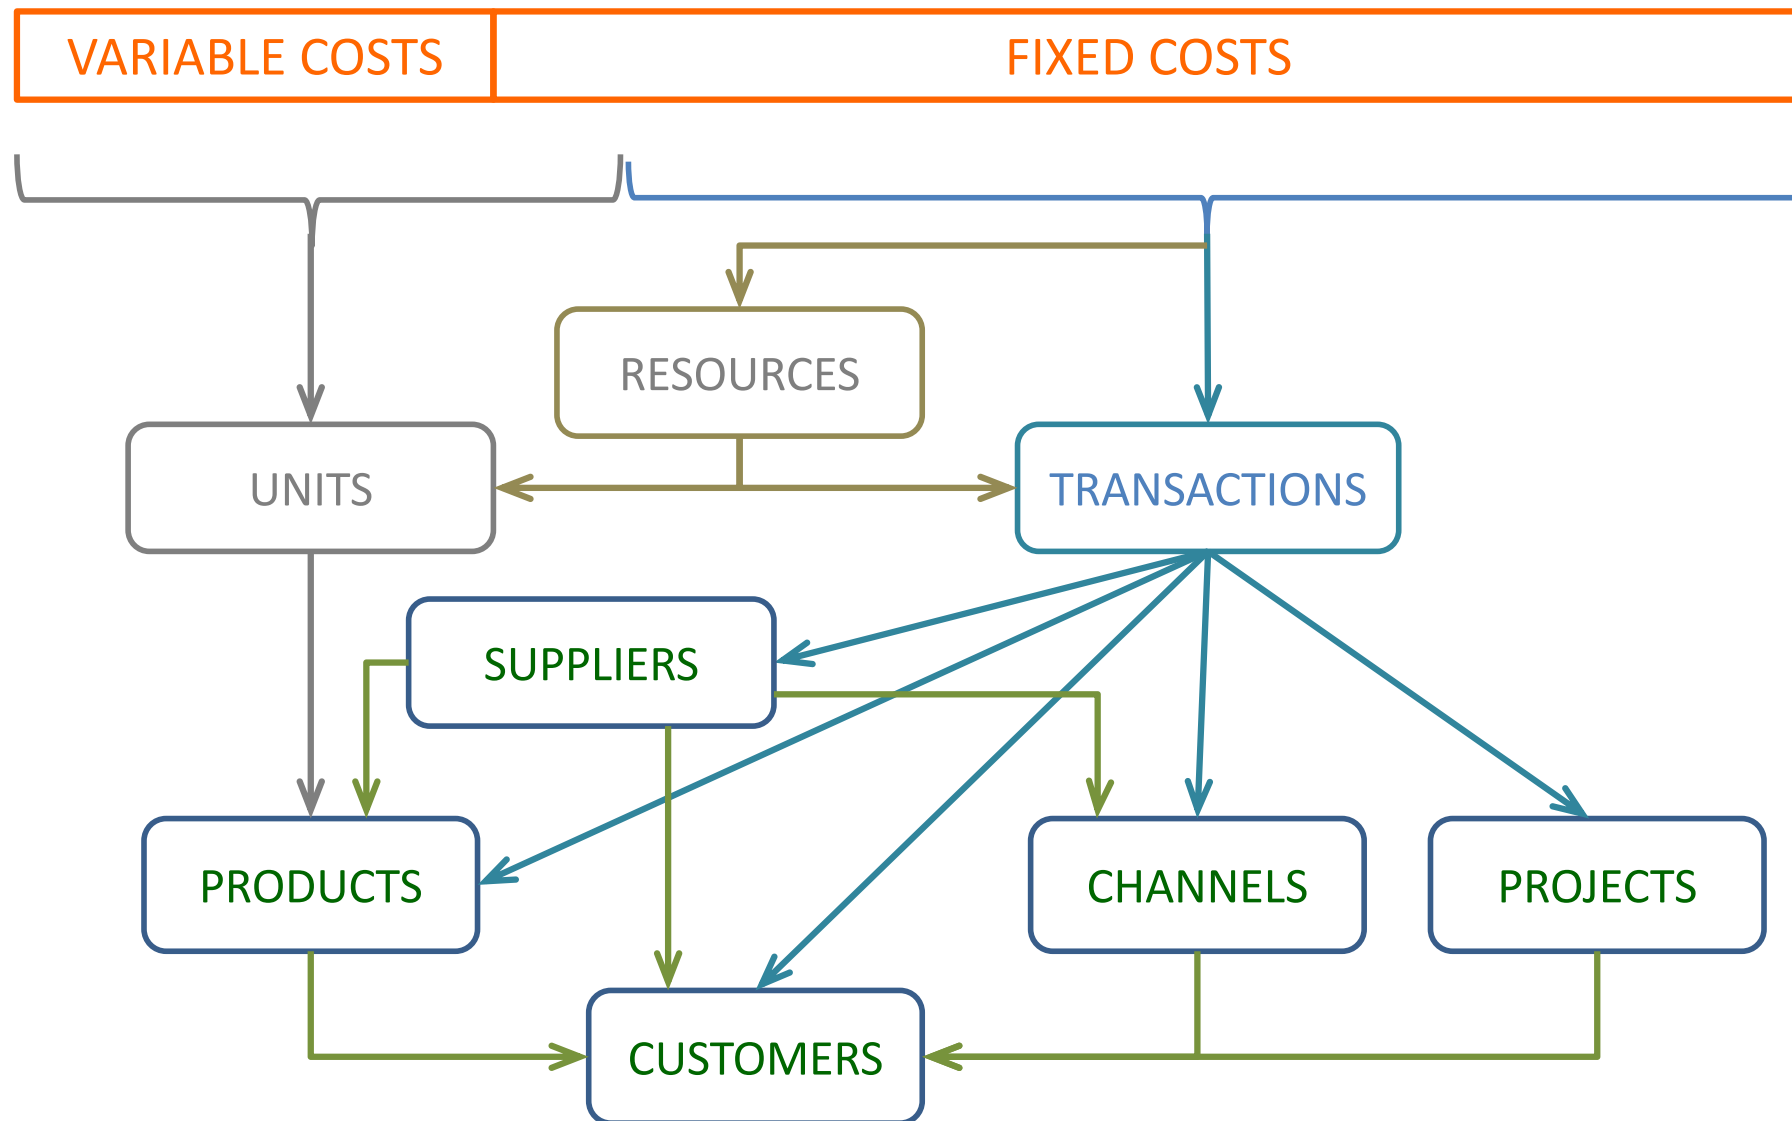 VARIABLE COSTS
FIXED COSTS
RESOURCES
UNITS
TRANSACTIONS
SUPPLIERS
PRODUCTS
CHANNELS
PROJECTS
CUSTOMERS